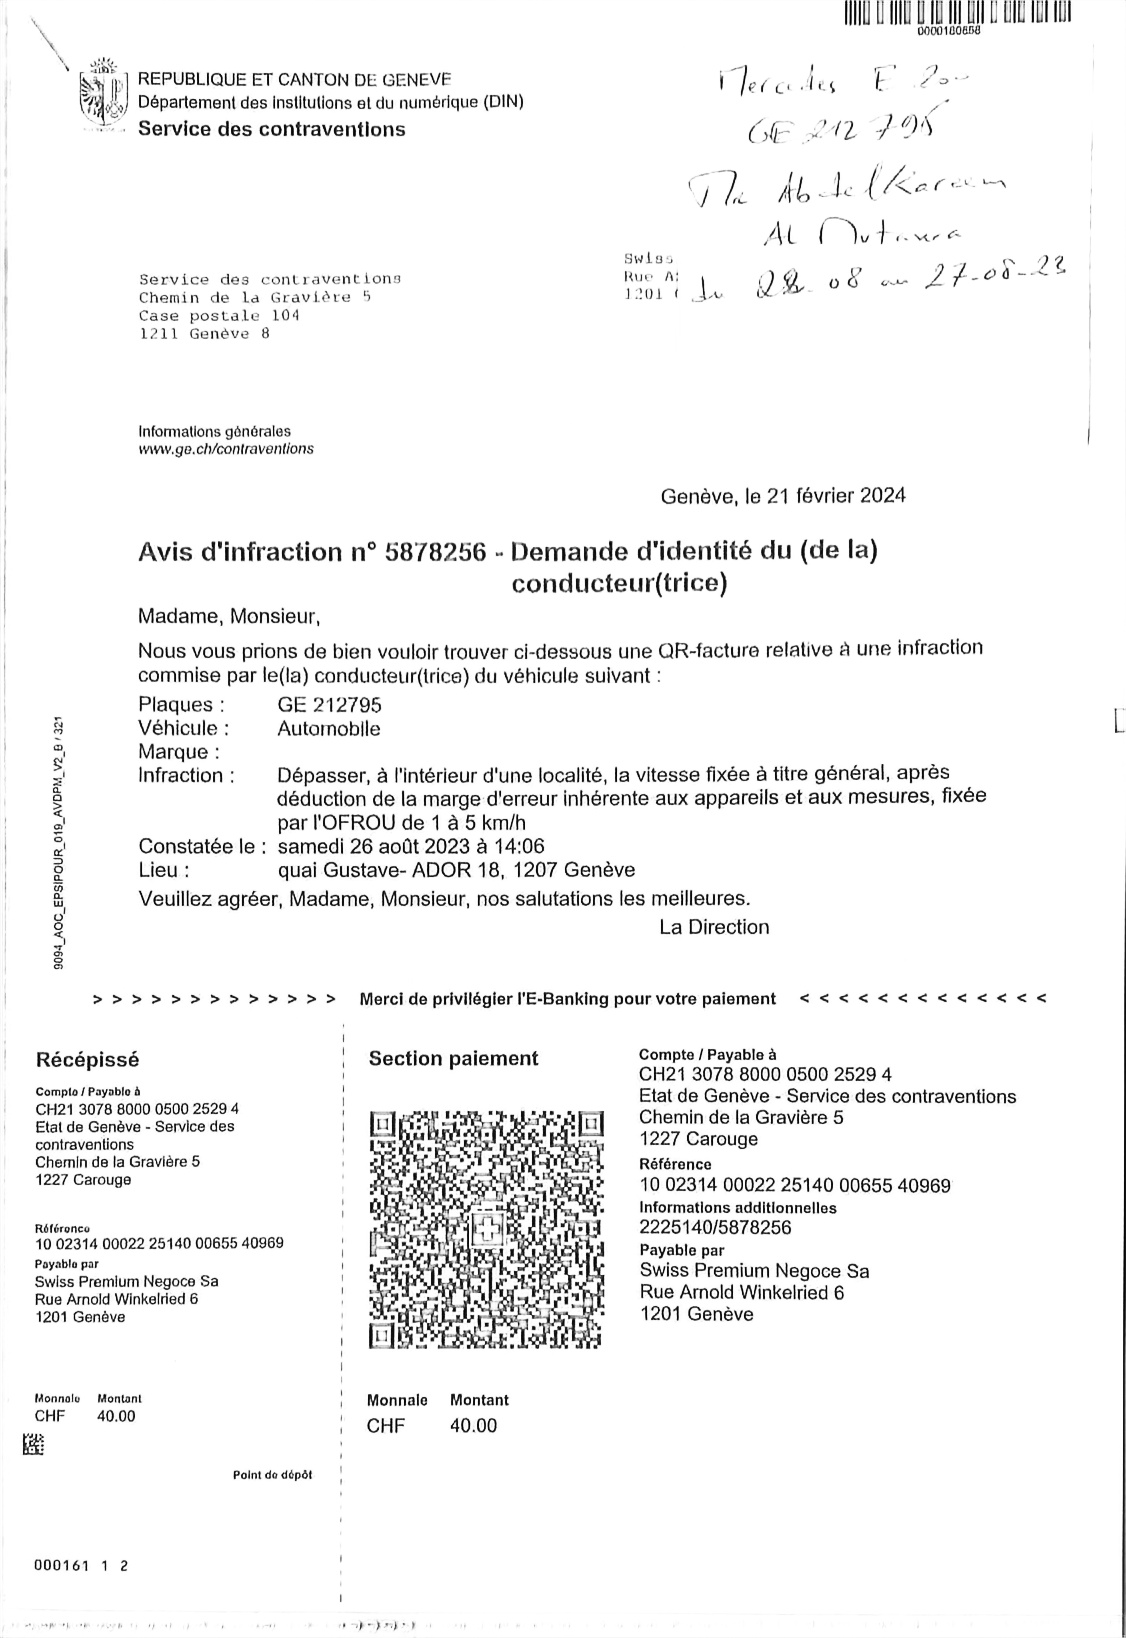 0000180858
REPUBLIQUE ET CANTON DE GENEVE
Département des institutions et du numérique (DIN)
Service des contraventions
Mercedes E 200
GE 212 795
Mr Abdel Kareem
Al
du 22 08 au 27-08-23
Swiss
Rue A
1201
Service des contraventions
Chemin de la Gravière 5
Case postale 104
1211 Genève 8
Informations générales
www.ge.ch/contraventions
Genève, le 21 février 2024
Avis d'infraction n° 5878256 - Demande d'identité du (de la)
conducteur(trice)
Madame, Monsieur,
Nous vous prions de bien vouloir trouver ci-dessous une QR-facture relative à une infraction
commise par le(la) conducteur(trice) du véhicule suivant :
Plaques : GE 212795
Véhicule : Automobile
Marque :
Infraction : Dépasser, à l'intérieur d'une localité, la vitesse fixée à titre général, après
déduction de la marge d'erreur inhérente aux appareils et aux mesures, fixée
par l'OFROU de 1 à 5 km/h
Constatée le : samedi 26 août 2023 à 14:06
Lieu : quai Gustave- ADOR 18, 1207 Genève
Veuillez agréer, Madame, Monsieur, nos salutations les meilleures.
La Direction
9094_AOC_EPSIPOUR_019_AVDPM_V2_B / 321
> > > > > > > > > > > > > Merci de privilégier l'E-Banking pour votre paiement < < < < < < < < < < < < <
Récépissé
Compte / Payable à
CH21 3078 8000 0500 2529 4
Etat de Genève - Service des
contraventions
Chemin de la Gravière 5
1227 Carouge
Référence
10 02314 00022 25140 00655 40969
Payable par
Swiss Premium Negoce Sa
Rue Arnold Winkelried 6
1201 Genève
Monnaie Montant
CHF 40.00
Point de dépôt
Section paiement
Monnaie Montant
CHF 40.00
Compte / Payable à
CH21 3078 8000 0500 2529 4
Etat de Genève - Service des contraventions
Chemin de la Gravière 5
1227 Carouge
Référence
10 02314 00022 25140 00655 40969
Informations additionnelles
2225140/5878256
Payable par
Swiss Premium Negoce Sa
Rue Arnold Winkelried 6
1201 Genève
000161 1 2